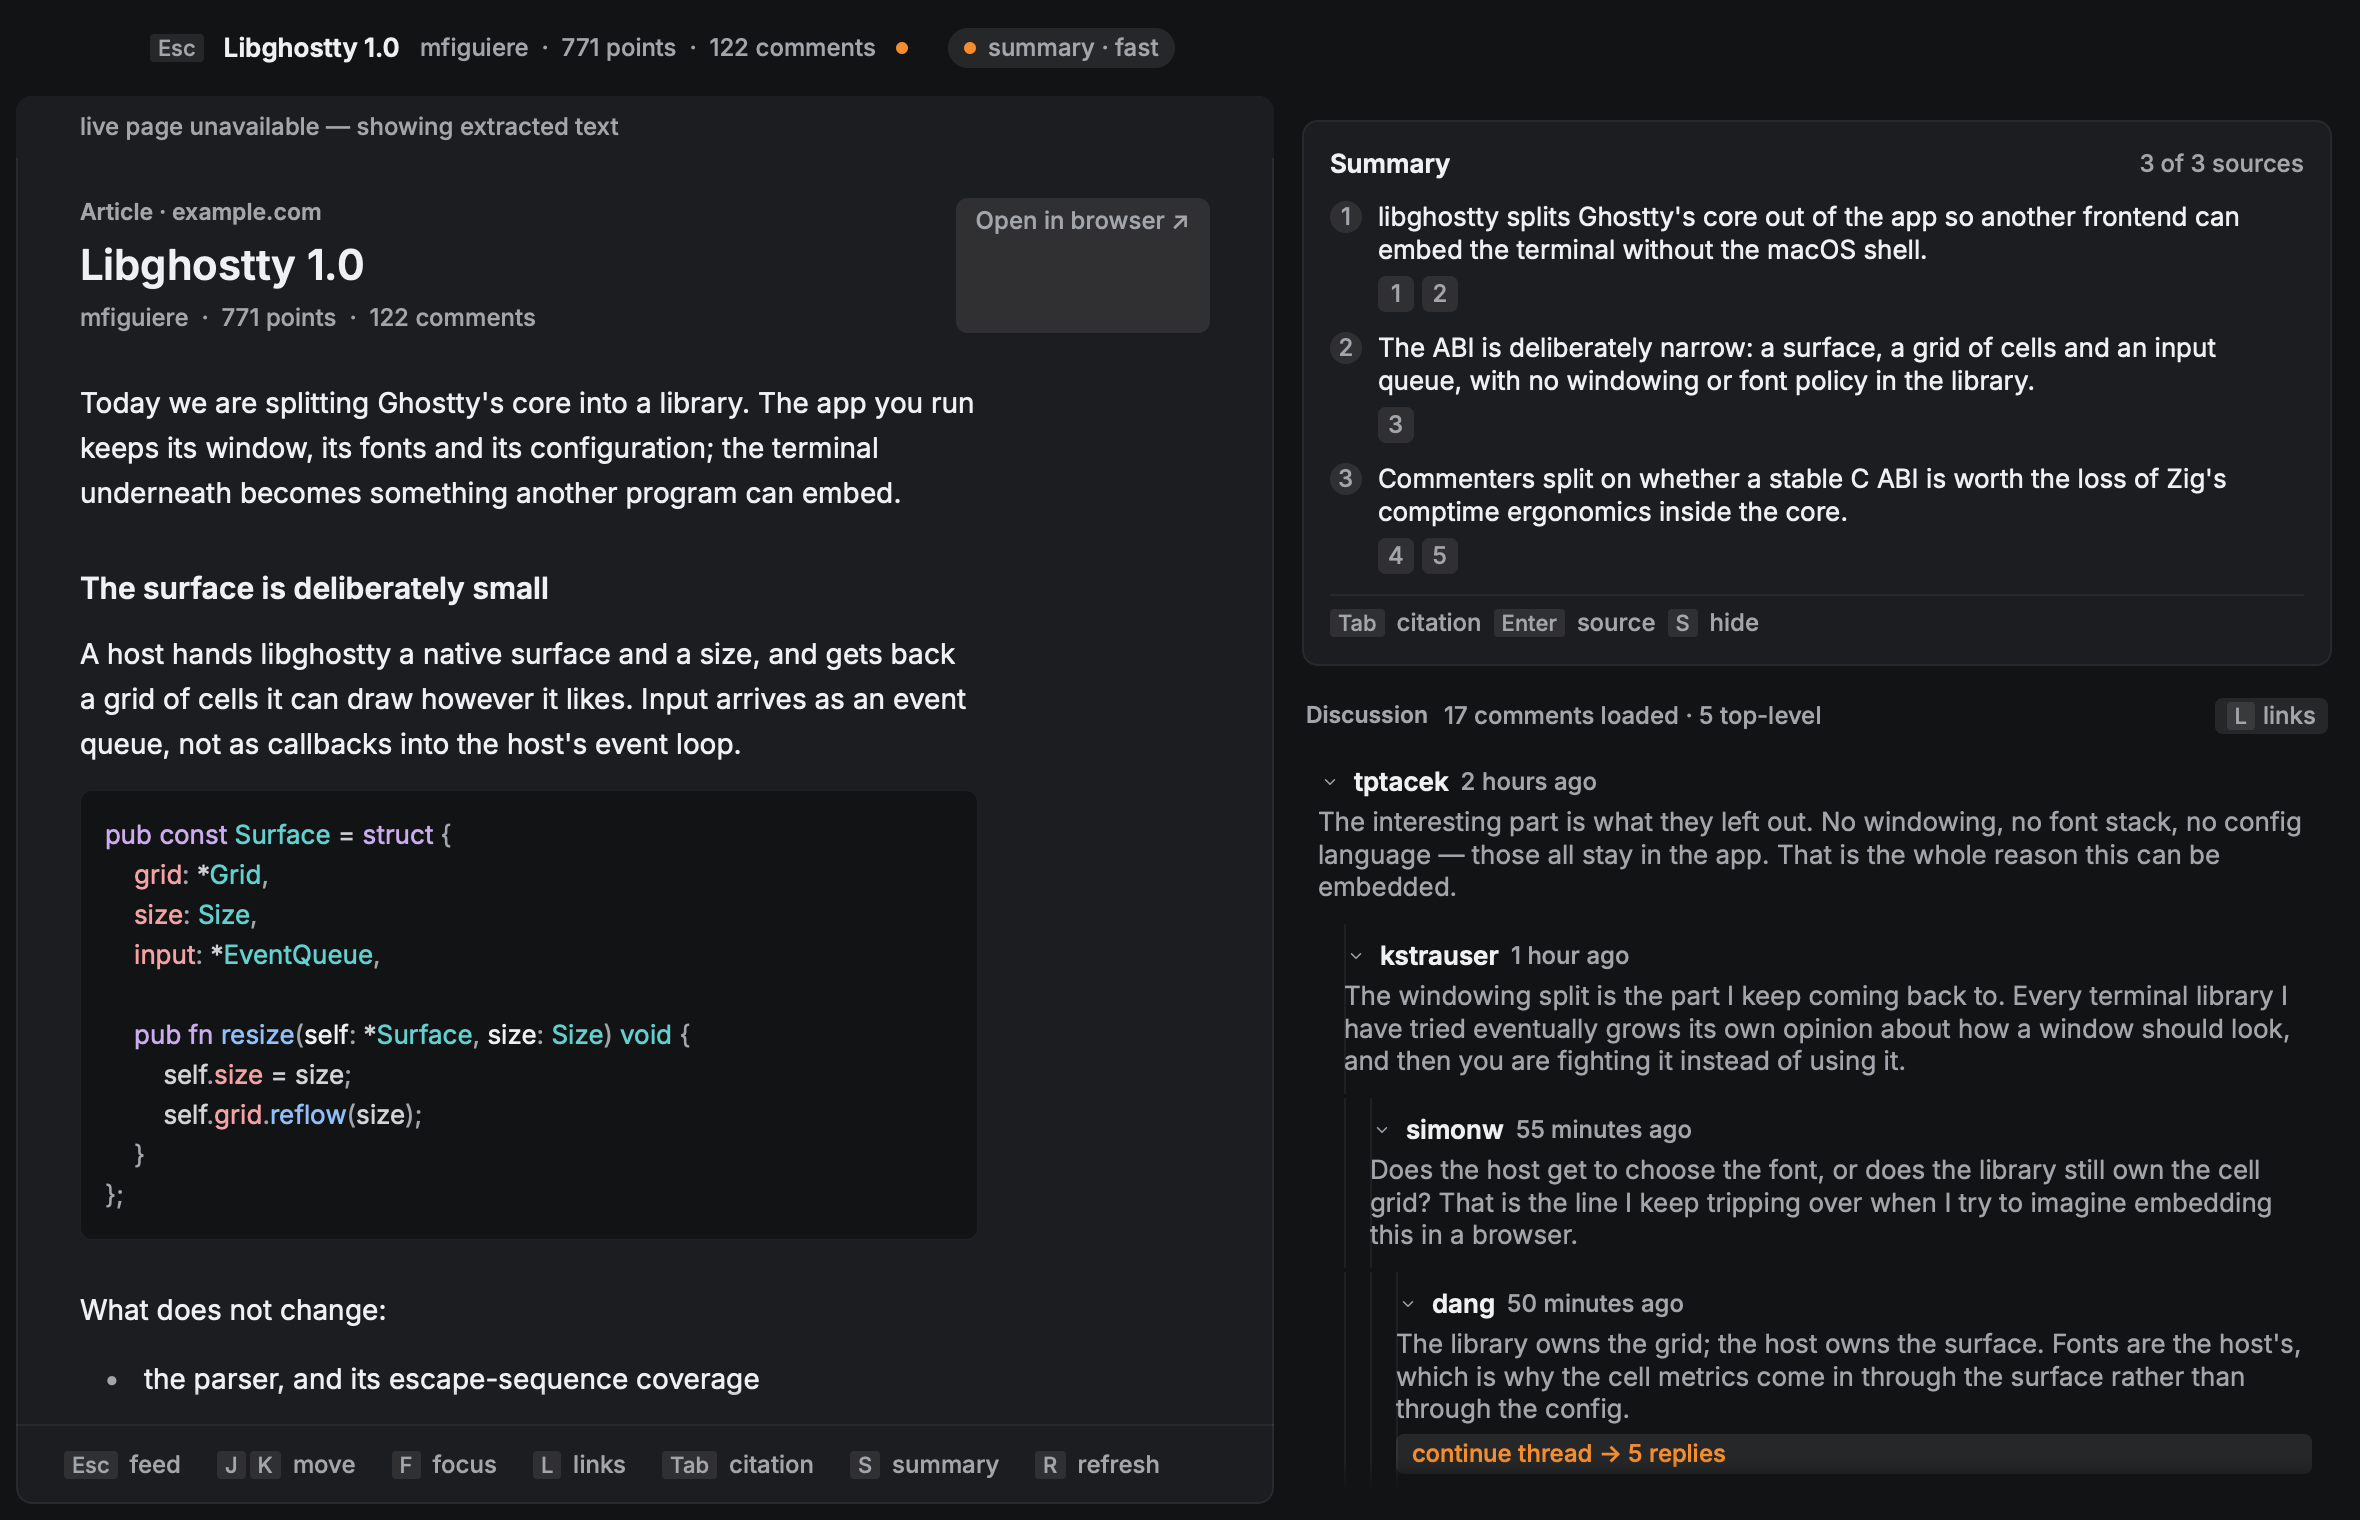 Esc Libghostty 1.0 mfiguiere · 771 points · 122 comments summary · fast
live page unavailable — showing extracted text
Article · example.com
Open in browser ↗
Libghostty 1.0
mfiguiere · 771 points · 122 comments
Today we are splitting Ghostty's core into a library. The app you run
keeps its window, its fonts and its configuration; the terminal
underneath becomes something another program can embed.
The surface is deliberately small
A host hands libghostty a native surface and a size, and gets back
a grid of cells it can draw however it likes. Input arrives as an event
queue, not as callbacks into the host's event loop.
pub const Surface = struct {
    grid: *Grid,
    size: Size,
    input: *EventQueue,
    pub fn resize(self: *Surface, size: Size) void {
        self.size = size;
        self.grid.reflow(size);
    }
};
What does not change:
• the parser, and its escape-sequence coverage
Esc feed J K move F focus L links Tab citation S summary R refresh
Summary 3 of 3 sources
1 libghostty splits Ghostty's core out of the app so another frontend can
embed the terminal without the macOS shell.
1 2
2 The ABI is deliberately narrow: a surface, a grid of cells and an input
queue, with no windowing or font policy in the library.
3
3 Commenters split on whether a stable C ABI is worth the loss of Zig's
comptime ergonomics inside the core.
4 5
Tab citation Enter source S hide
Discussion 17 comments loaded · 5 top-level L links
tptacek 2 hours ago
The interesting part is what they left out. No windowing, no font stack, no config
language — those all stay in the app. That is the whole reason this can be
embedded.
kstrauser 1 hour ago
The windowing split is the part I keep coming back to. Every terminal library I
have tried eventually grows its own opinion about how a window should look,
and then you are fighting it instead of using it.
simonw 55 minutes ago
Does the host get to choose the font, or does the library still own the cell
grid? That is the line I keep tripping over when I try to imagine embedding
this in a browser.
dang 50 minutes ago
The library owns the grid; the host owns the surface. Fonts are the host's,
which is why the cell metrics come in through the surface rather than
through the config.
continue thread → 5 replies